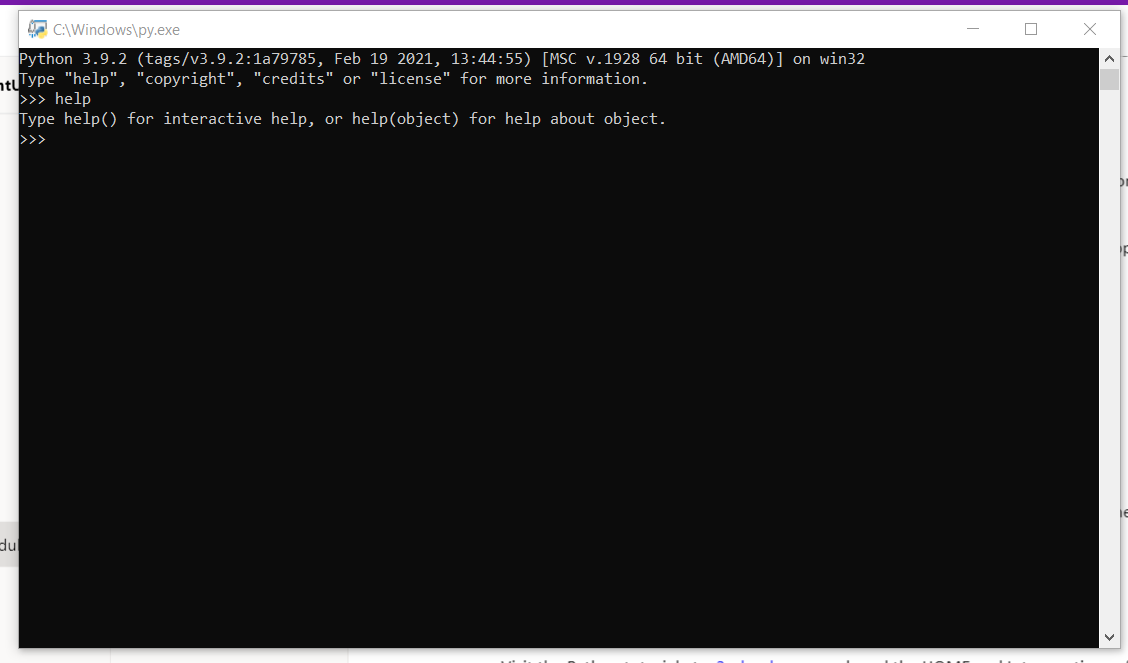 C:\Windows\py.exe
Python 3.9.2 (tags/v3.9.2:1a79785, Feb 19 2021, 13:44:55) [MSC v.1928 64 bit (AMD64)] on win32
Type "help", "copyright", "credits" or "license" for more information.
>>> help
Type help() for interactive help, or help(object) for help about object.
>>>